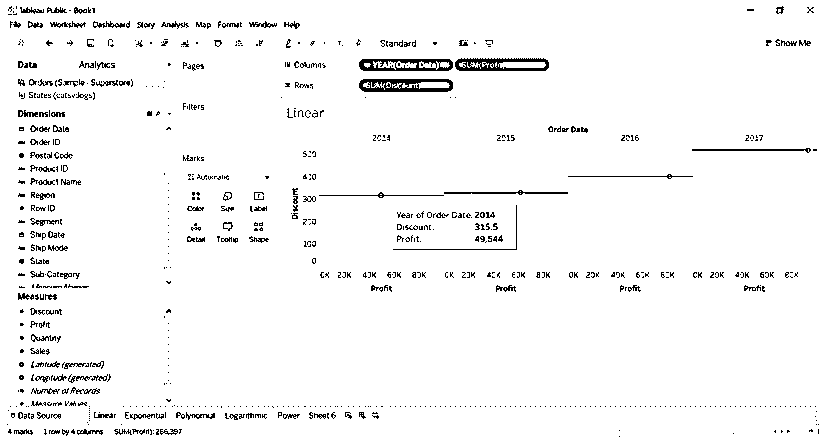 Tableau Public - Book1
File Data Worksheet Dashboard Story Analysis Map Format Window Help
Standard
Show Me
Data Analytics
Pages
Columns YEAR(Order Date) SUM(Profit)
Orders (Sample - Superstore)
States (catsvdogs)
Rows SUM(Discount)
Filters
Dimensions
Linear
Order Date
Order ID
Postal Code
Product ID
Product Name
Region
Row ID
Segment
Ship Date
Ship Mode
State
Sub-Category
Measure Names
Marks
Automatic
Color Size Label
Detail Tooltip Shape
Order Date
2014 2015 2016 2017
Discount
500
400
300
200
100
0
Year of Order Date: 2014
Discount: 315.5
Profit: 49,544
0K 20K 40K 60K 80K 0K 20K 40K 60K 80K 0K 20K 40K 60K 80K 0K 20K 40K 60K 80K
Profit Profit Profit Profit
Measures
Discount
Profit
Quantity
Sales
Latitude (generated)
Longitude (generated)
Number of Records
Measure Values
Data Source Linear Exponential Polynomial Logarithmic Power Sheet 6
4 marks 1 row by 4 columns SUM(Profit): 286,397